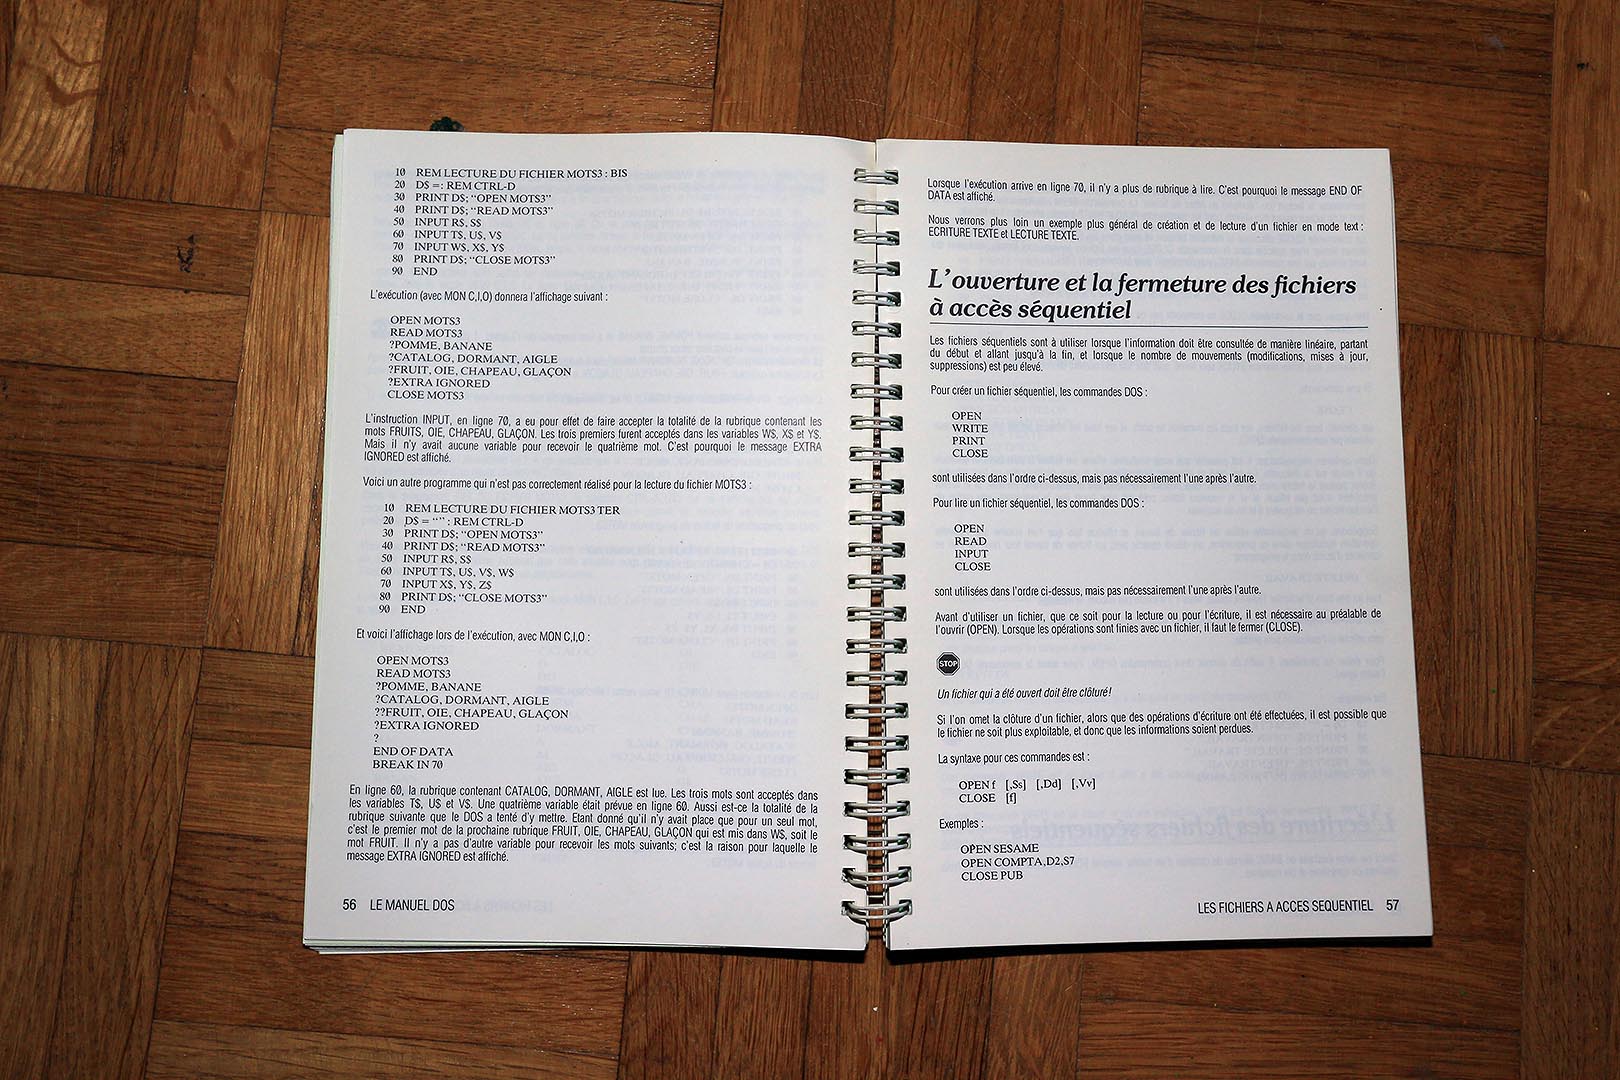 10 REM LECTURE DU FICHIER MOTS3 : BIS
20 D$ =: REM CTRL-D
30 PRINT D$; “OPEN MOTS3”
40 PRINT D$; “READ MOTS3”
50 INPUT R$, S$
60 INPUT T$, U$, V$
70 INPUT W$, X$, Y$
80 PRINT D$; “CLOSE MOTS3”
90 END
L'exécution (avec MON C,I,O) donnera l'affichage suivant :
OPEN MOTS3
READ MOTS3
?POMME, BANANE
?CATALOG, DORMANT, AIGLE
?FRUIT, OIE, CHAPEAU, GLAÇON
?EXTRA IGNORED
CLOSE MOTS3
L'instruction INPUT, en ligne 70, a eu pour effet de faire accepter la totalité de la rubrique contenant les
mots FRUITS, OIE, CHAPEAU, GLAÇON. Les trois premiers furent acceptés dans les variables W$, X$ et Y$.
Mais il n'y avait aucune variable pour recevoir le quatrième mot. C'est pourquoi le message EXTRA
IGNORED est affiché.
Voici un autre programme qui n'est pas correctement réalisé pour la lecture du fichier MOTS3 :
10 REM LECTURE DU FICHIER MOTS3 TER
20 D$ = “” : REM CTRL-D
30 PRINT D$; “OPEN MOTS3”
40 PRINT D$; “READ MOTS3”
50 INPUT R$, S$
60 INPUT T$, U$, V$, W$
70 INPUT X$, Y$, Z$
80 PRINT D$; “CLOSE MOTS3”
90 END
Et voici l'affichage lors de l'exécution, avec MON C,I,O :
OPEN MOTS3
READ MOTS3
?POMME, BANANE
?CATALOG, DORMANT, AIGLE
??FRUIT, OIE, CHAPEAU, GLAÇON
?EXTRA IGNORED
?
END OF DATA
BREAK IN 70
En ligne 60, la rubrique contenant CATALOG, DORMANT, AIGLE est lue. Les trois mots sont acceptés dans
les variables T$, U$ et V$. Une quatrième variable était prévue en ligne 60. Aussi est-ce la totalité de la
rubrique suivante que le DOS a tenté d'y mettre. Etant donné qu'il n'y avait place que pour un seul mot,
c'est le premier mot de la prochaine rubrique FRUIT, OIE, CHAPEAU, GLAÇON qui est mis dans W$, soit le
mot FRUIT. Il n'y a pas d'autre variable pour recevoir les mots suivants; c'est la raison pour laquelle le
message EXTRA IGNORED est affiché.
56 LE MANUEL DOS
Lorsque l'exécution arrive en ligne 70, il n'y a plus de rubrique à lire. C'est pourquoi le message END OF
DATA est affiché.
Nous verrons plus loin un exemple plus général de création et de lecture d'un fichier en mode text :
ECRITURE TEXTE et LECTURE TEXTE.
L'ouverture et la fermeture des fichiers
à accès séquentiel
Les fichiers séquentiels sont à utiliser lorsque l'information doit être consultée de manière linéaire, partant
du début et allant jusqu'à la fin, et lorsque le nombre de mouvements (modifications, mises à jour,
suppressions) est peu élevé.
Pour créer un fichier séquentiel, les commandes DOS :
OPEN
WRITE
PRINT
CLOSE
sont utilisées dans l'ordre ci-dessus, mais pas nécessairement l'une après l'autre.
Pour lire un fichier séquentiel, les commandes DOS :
OPEN
READ
INPUT
CLOSE
sont utilisées dans l'ordre ci-dessus, mais pas nécessairement l'une après l'autre.
Avant d'utiliser un fichier, que ce soit pour la lecture ou pour l'écriture, il est nécessaire au préalable de
l'ouvrir (OPEN). Lorsque les opérations sont finies avec un fichier, il faut le fermer (CLOSE).
STOP
Un fichier qui a été ouvert doit être clôturé!
Si l'on omet la clôture d'un fichier, alors que des opérations d'écriture ont été effectuées, il est possible que
le fichier ne soit plus exploitable, et donc que les informations soient perdues.
La syntaxe pour ces commandes est :
OPEN f [,Ss] [,Dd] [,Vv]
CLOSE [f]
Exemples :
OPEN SESAME
OPEN COMPTA,D2,S7
CLOSE PUB
LES FICHIERS A ACCES SEQUENTIEL 57